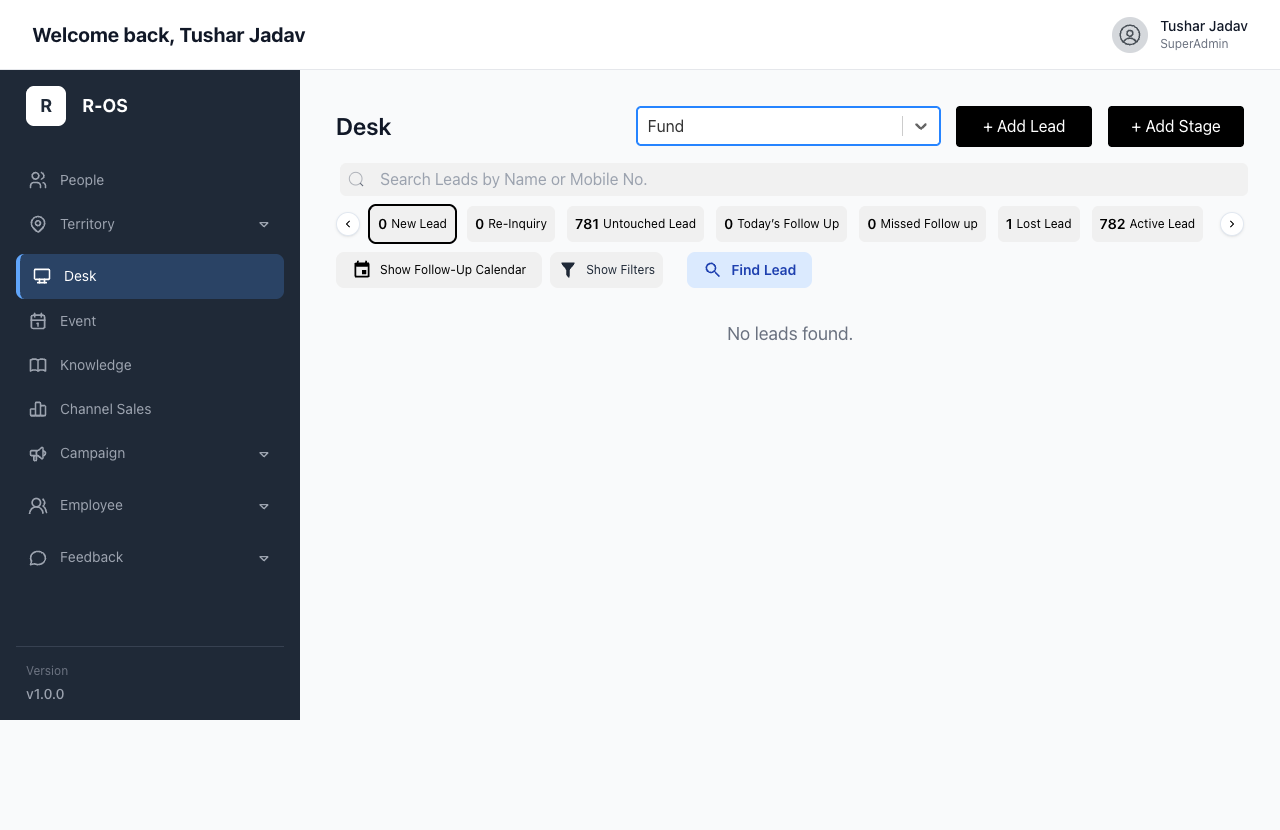 Welcome back, Tushar Jadav
Tushar Jadav
SuperAdmin
R R-OS
People
Territory
Desk
Event
Knowledge
Channel Sales
Campaign
Employee
Feedback
Version
v1.0.0
Desk
Fund
+ Add Lead
+ Add Stage
Search Leads by Name or Mobile No.
0 New Lead
0 Re-Inquiry
781 Untouched Lead
0 Today's Follow Up
0 Missed Follow up
1 Lost Lead
782 Active Lead
Show Follow-Up Calendar
Show Filters
Find Lead
No leads found.